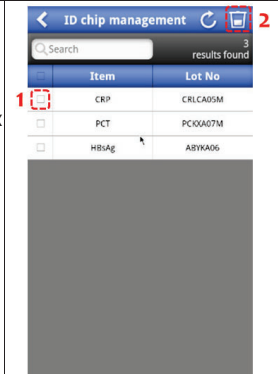 ID chip management
2
Search
3
results found
Item Lot No
1
CRP CRLCA05M
PCT PCKXA07M
HBsAg ABYKA06